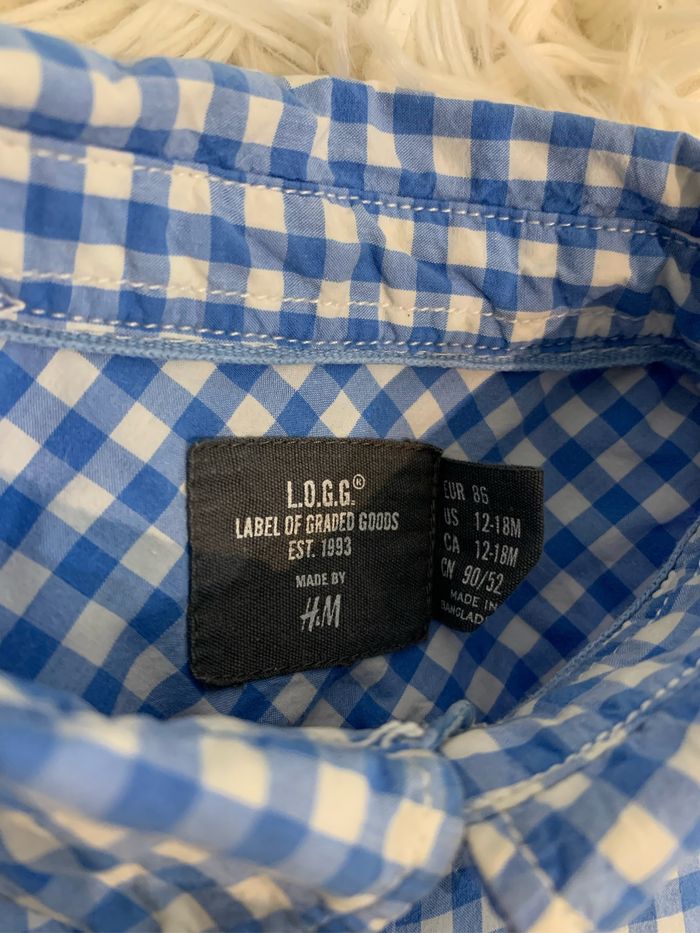 L.O.G.G.®
LABEL OF GRADED GOODS
EST. 1993
MADE BY
H&M
EUR 86
US 12-18M
CA 12-18M
CN 90/52
MADE IN